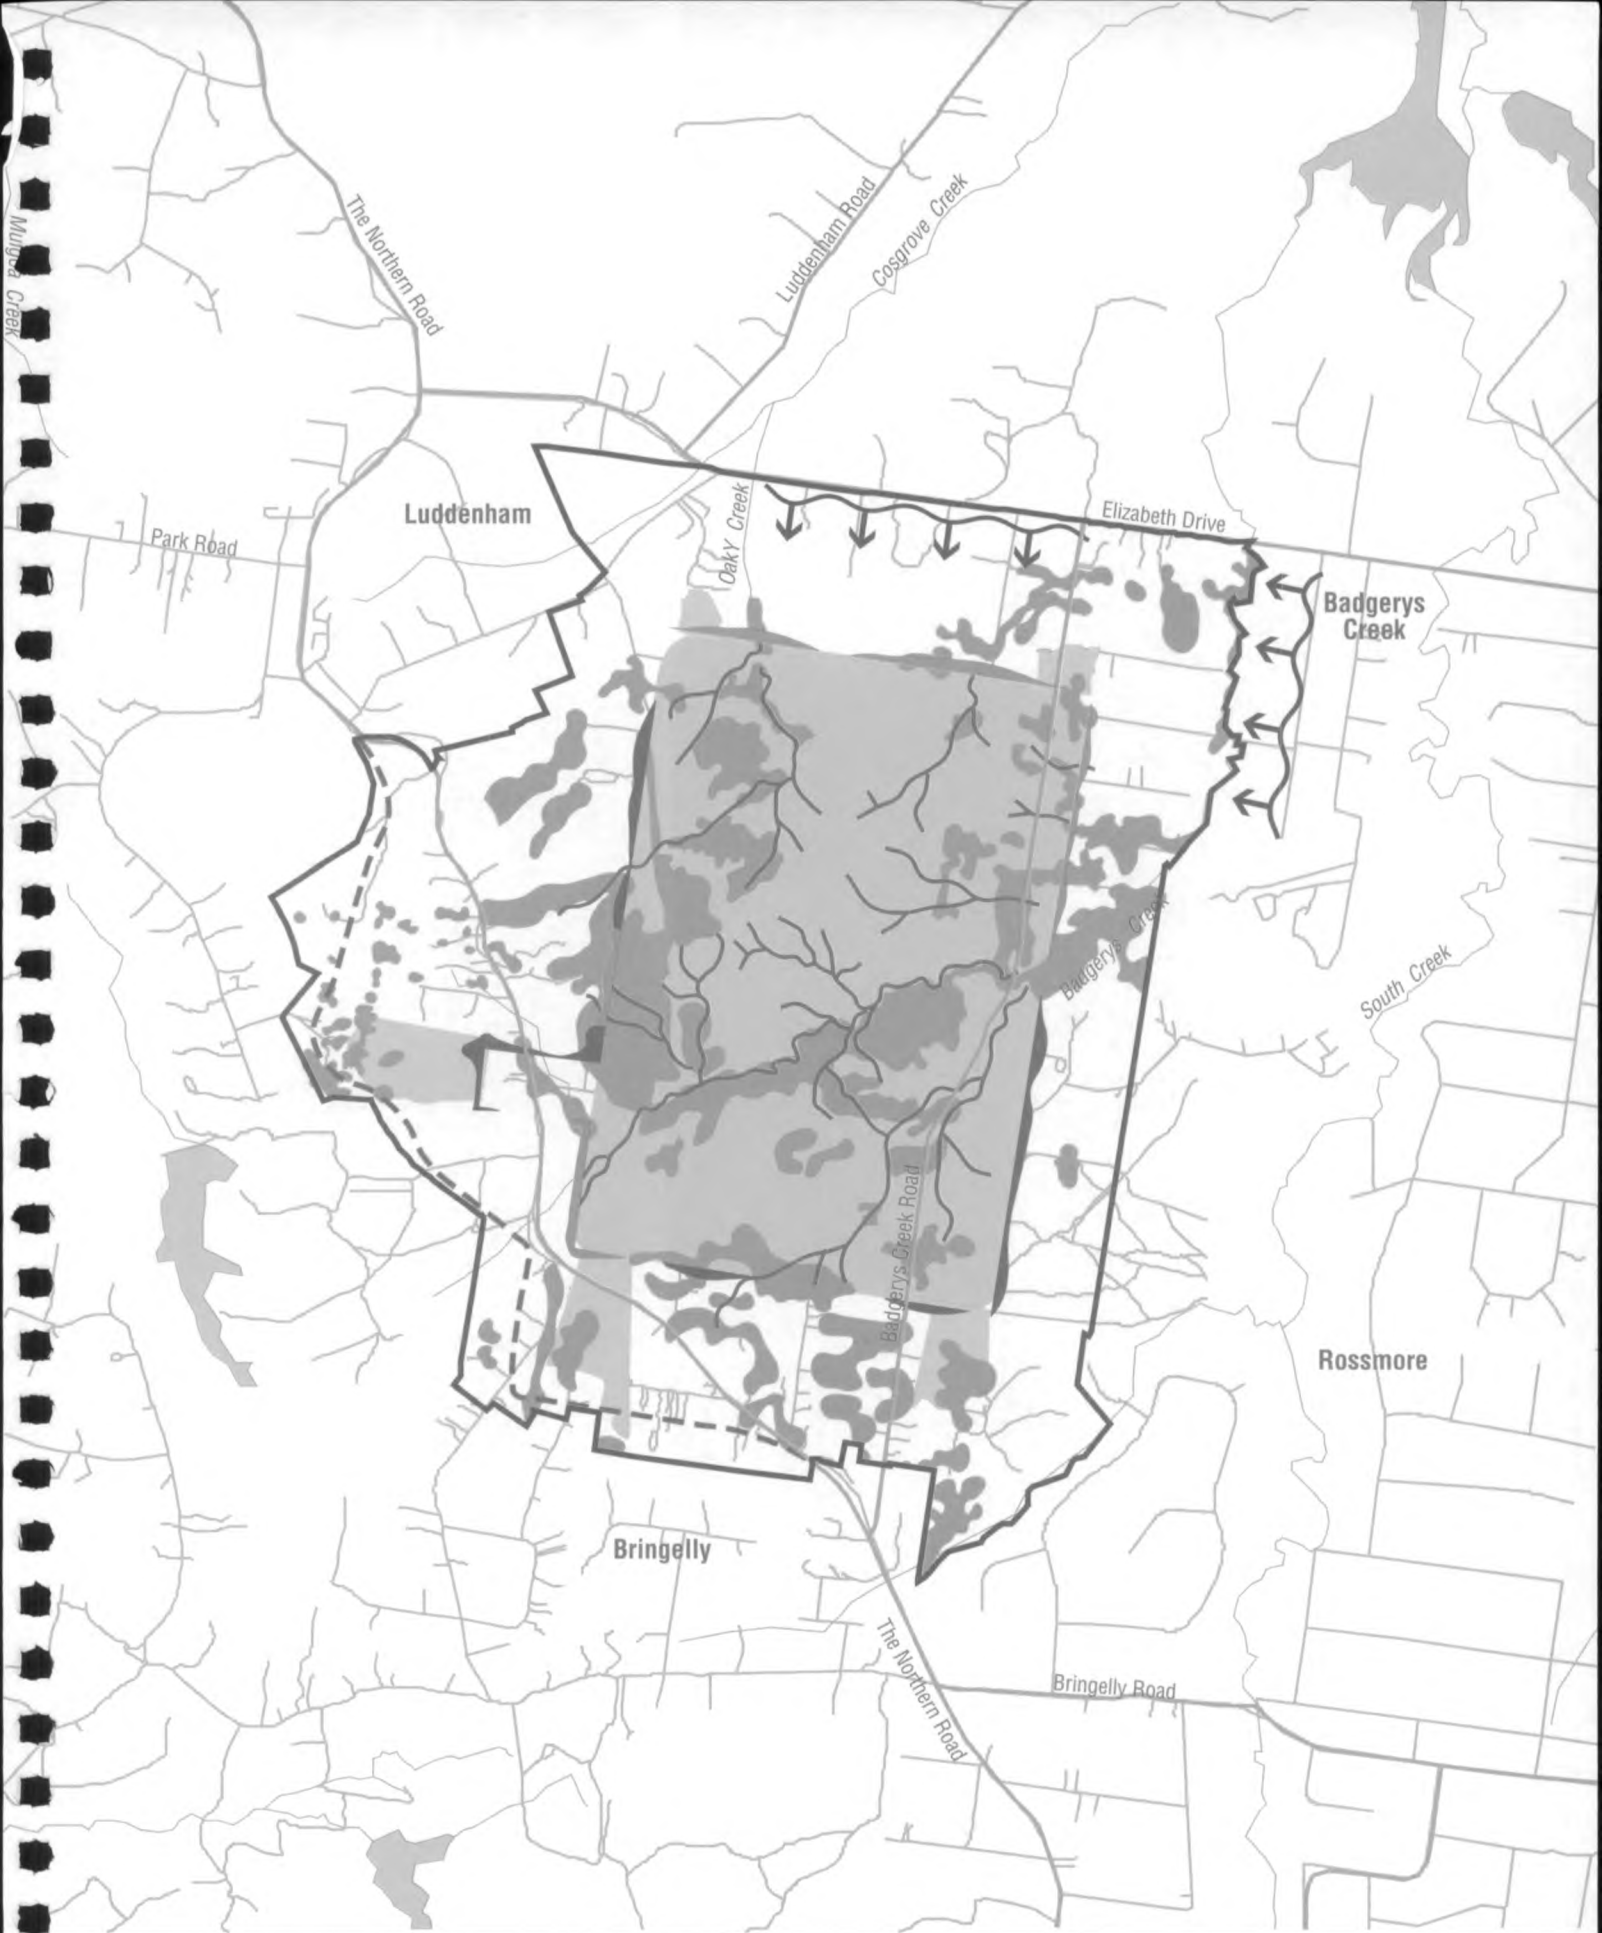 Mulgoa Creek
The Northern Road
Luddenham Road
Cosgrove Creek
Luddenham
Park Road
OakY Creek
Elizabeth Drive
Badgerys
Creek
Badgerys Creek
South Creek
Badgerys Creek Road
Rossmore
Bringelly
The Northern Road
Bringelly Road